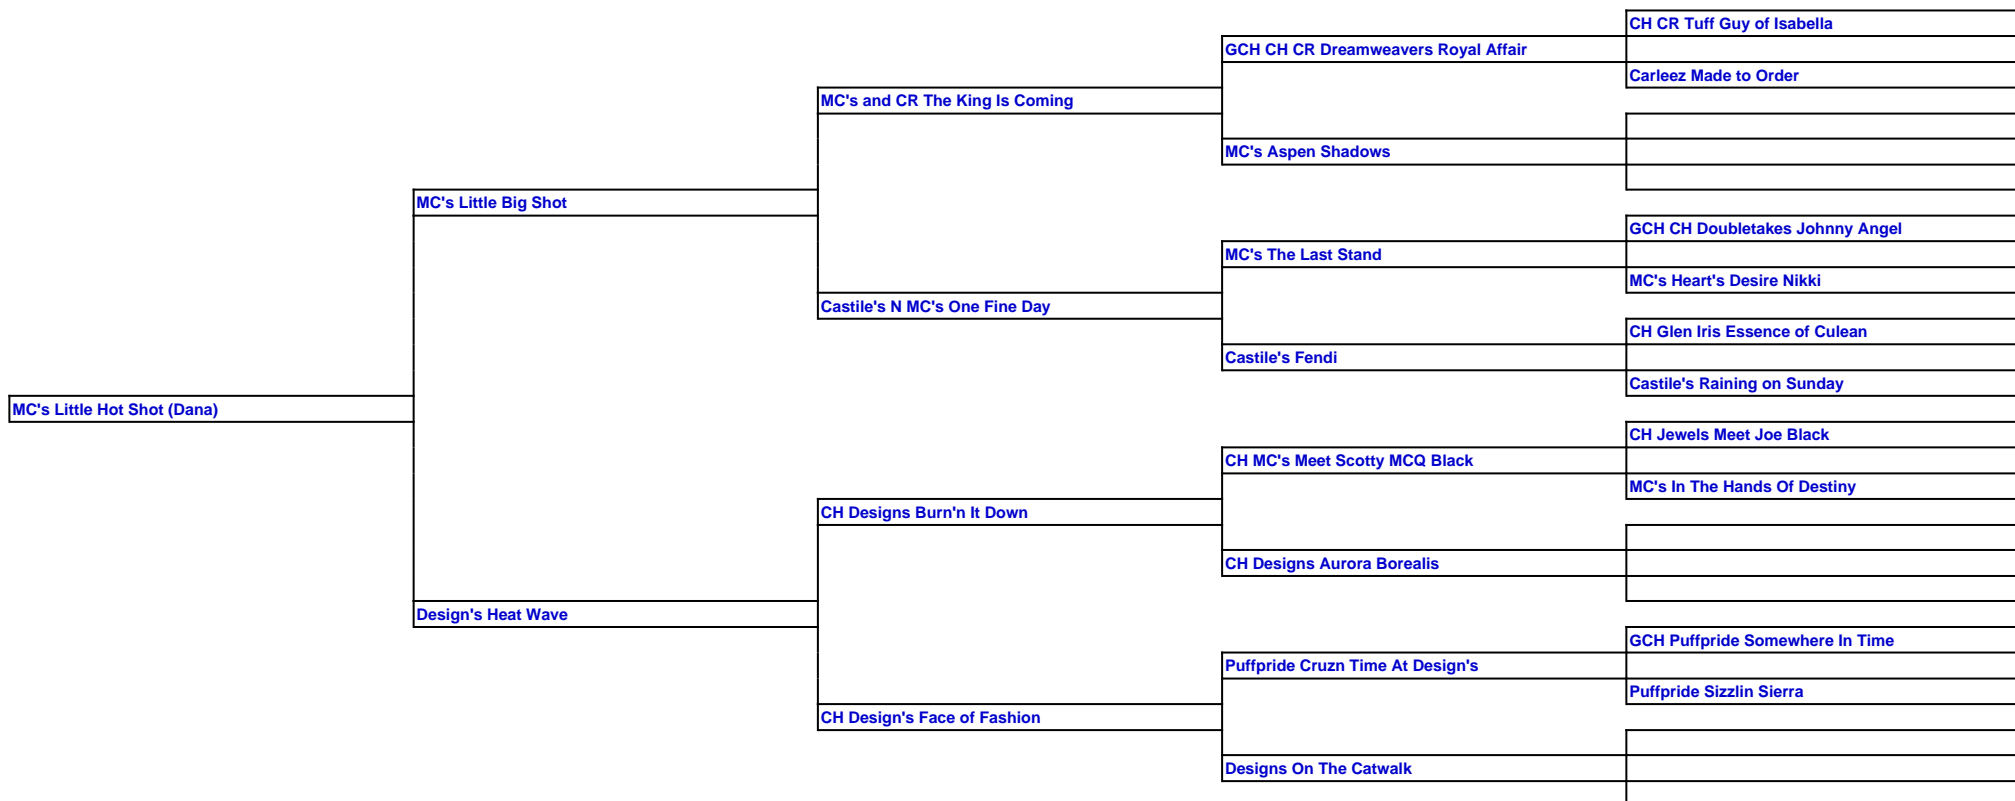 CH CR Tuff Guy of Isabella
GCH CH CR Dreamweavers Royal Affair
Carleez Made to Order
MC's and CR The King Is Coming
MC's Aspen Shadows
MC's Little Big Shot
GCH CH Doubletakes Johnny Angel
MC's The Last Stand
MC's Heart's Desire Nikki
Castile's N MC's One Fine Day
CH Glen Iris Essence of Culean
Castile's Fendi
Castile's Raining on Sunday
MC's Little Hot Shot (Dana)
CH Jewels Meet Joe Black
CH MC's Meet Scotty MCQ Black
MC's In The Hands Of Destiny
CH Designs Burn'n It Down
CH Designs Aurora Borealis
Design's Heat Wave
GCH Puffpride Somewhere In Time
Puffpride Cruzn Time At Design's
Puffpride Sizzlin Sierra
CH Design's Face of Fashion
Designs On The Catwalk